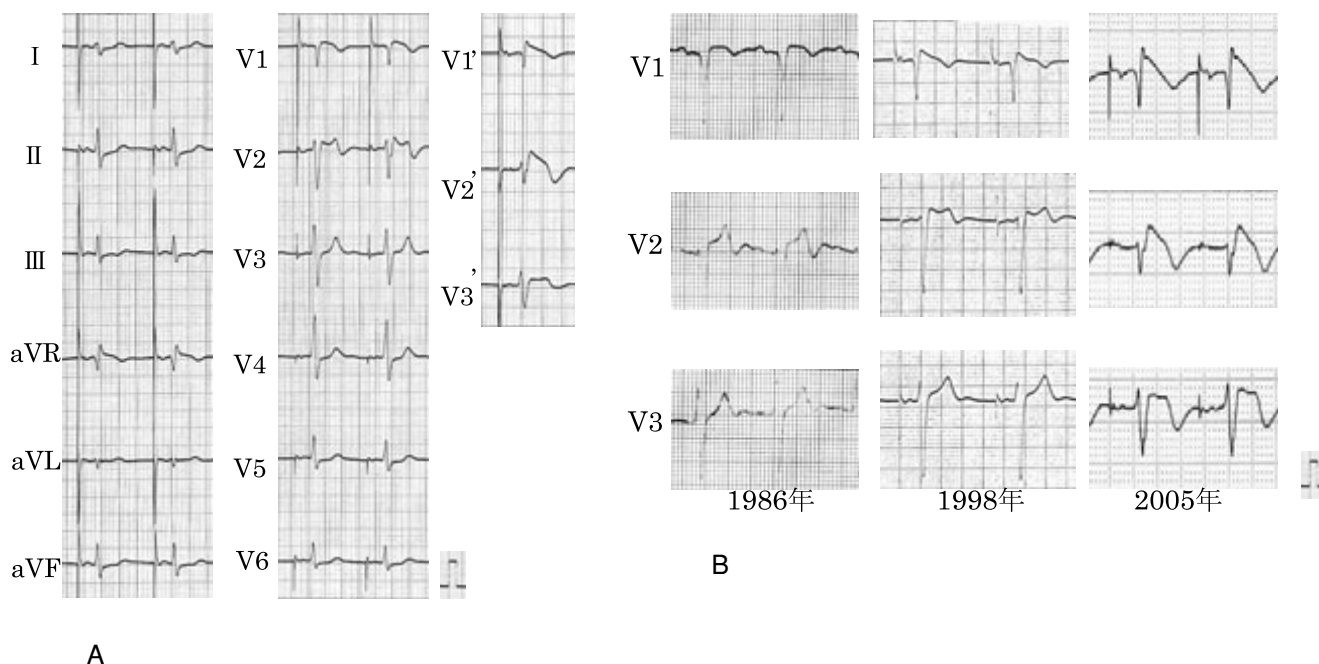 I
II
III
aVR
aVL
aVF
V1
V2
V3
V4
V5
V6
V1'
V2'
V3'
A
V1
V2
V3
1986年
1998年
2005年
B